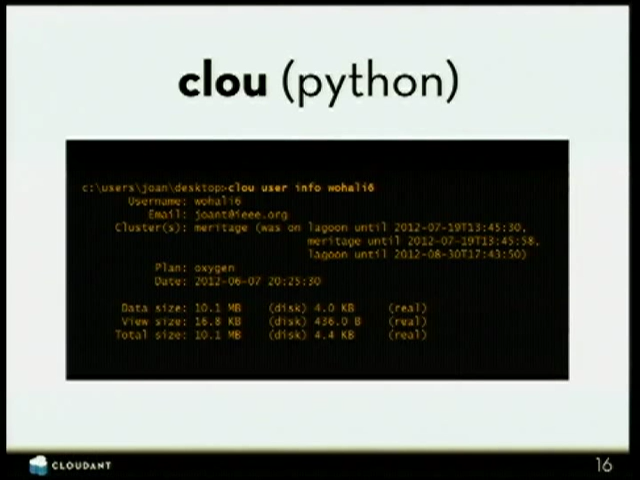 clou (python)
c:\users\joan\desktop>clou user info wohali6
Username: wohali6
Email: joant@ieee.org
Cluster(s): meritage (was on lagoon until 2012-07-19T13:45:30,
meritage until 2012-07-19T13:45:58,
lagoon until 2012-08-30T17:43:50)
Plan: oxygen
Date: 2012-06-07 20:25:30
Data size: 10.1 MB (disk) 4.0 KB (real)
View size: 16.8 KB (disk) 436.0 B (real)
Total size: 10.1 MB (disk) 4.4 KB (real)
CLOUDANT
16